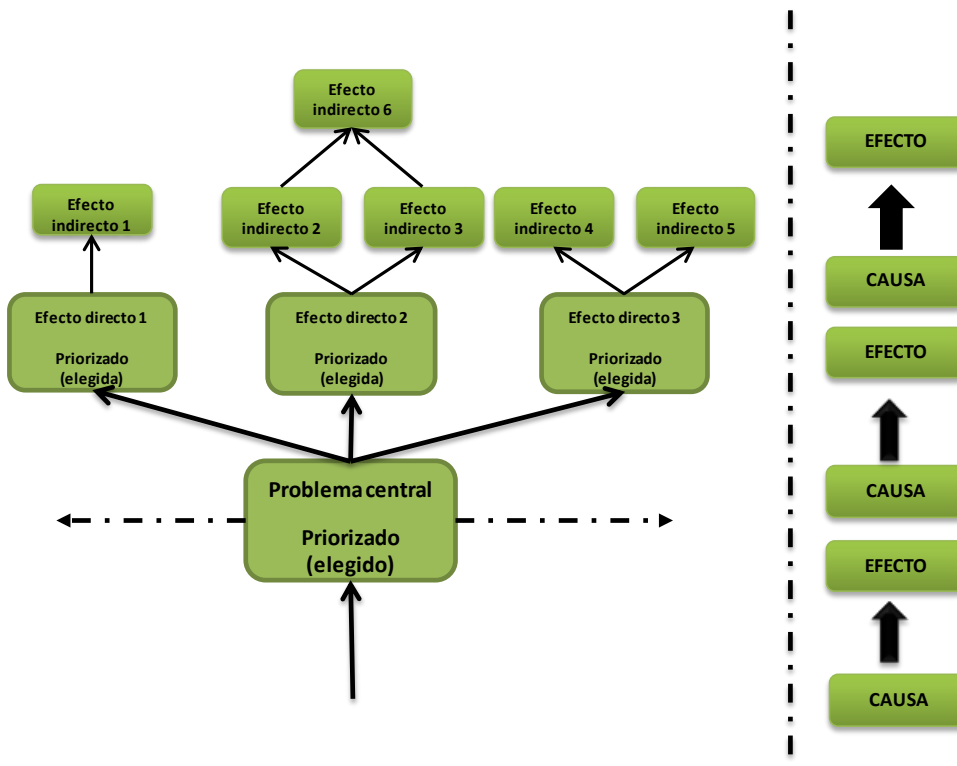 Efecto
indirecto 6
Efecto
indirecto 1
Efecto
indirecto 2
Efecto
indirecto 3
Efecto
indirecto 4
Efecto
indirecto 5
Efecto directo 1
Priorizado
(elegida)
Efecto directo 2
Priorizado
(elegida)
Efecto directo 3
Priorizado
(elegida)
Problema central
Priorizado
(elegido)
EFECTO
CAUSA
EFECTO
CAUSA
EFECTO
CAUSA